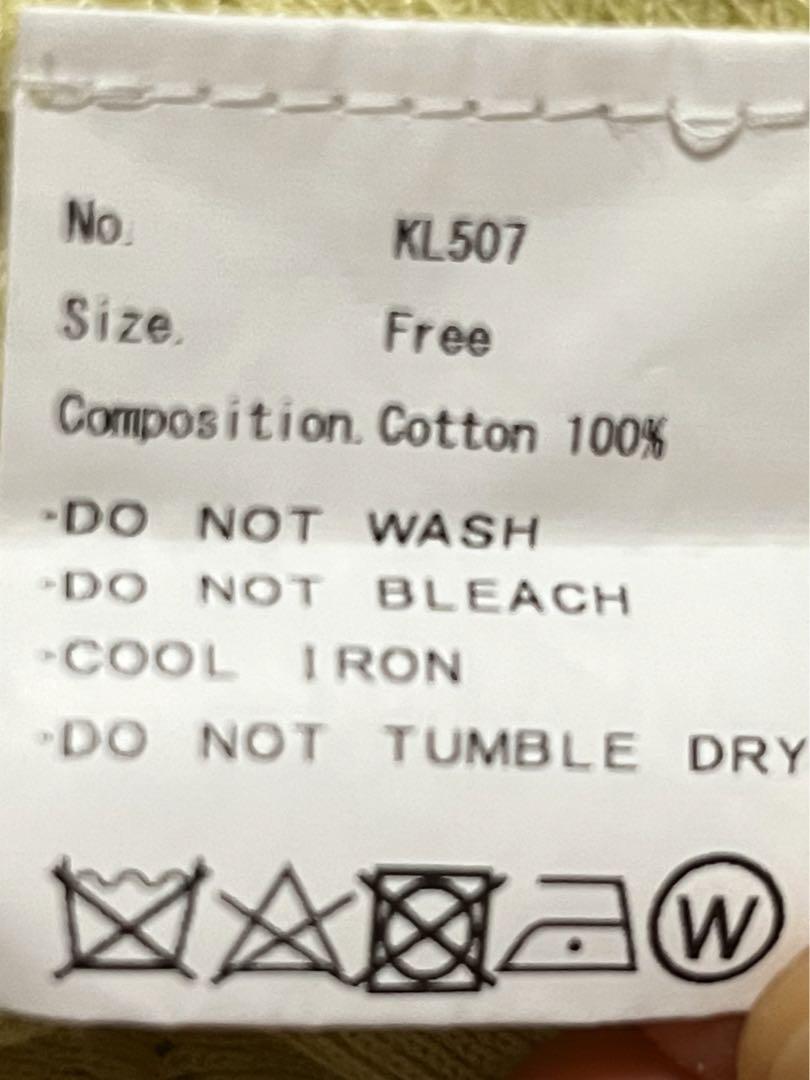 No. KL507
Size. Free
Composition. Cotton 100%
·DO NOT WASH
·DO NOT BLEACH
·COOL IRON
·DO NOT TUMBLE DRY
W